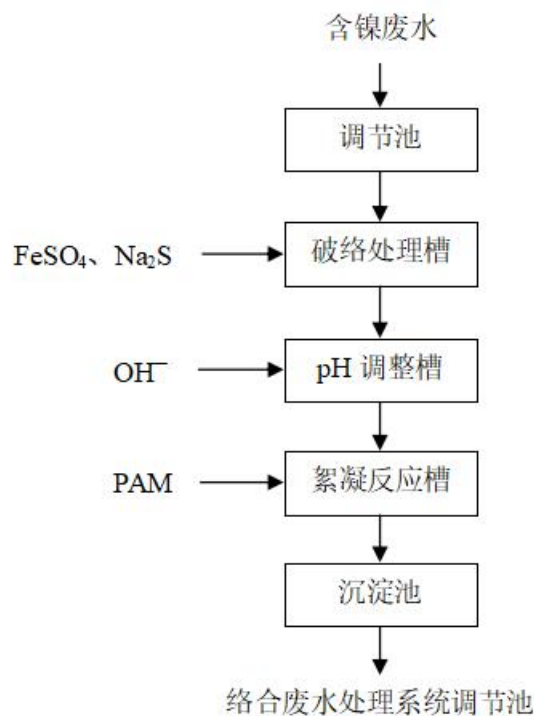 含镍废水
调节池
FeSO₄、Na₂S
破络处理槽
OH⁻
pH 调整槽
PAM
絮凝反应槽
沉淀池
络合废水处理系统调节池